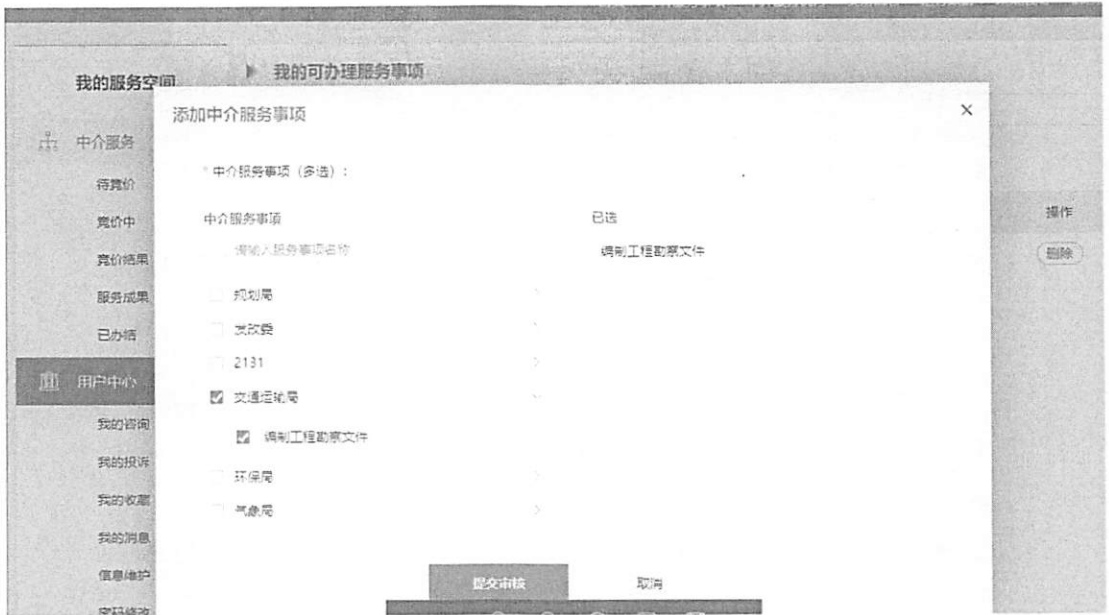 我的服务空间
我的可办理服务事项
添加中介服务事项
×
中介服务
* 中介服务事项（多选）：
待竞价
中介服务事项
已选
操作
竞价中
请输入服务事项名称
编制工程勘察文件
删除
竞价结果
服务成果
规划局
已办结
发改委
2131
用户中心
交通运输局
我的咨询
编制工程勘察文件
我的投诉
环保局
我的收藏
气象局
我的消息
信息维护
提交审核
取消
密码修改